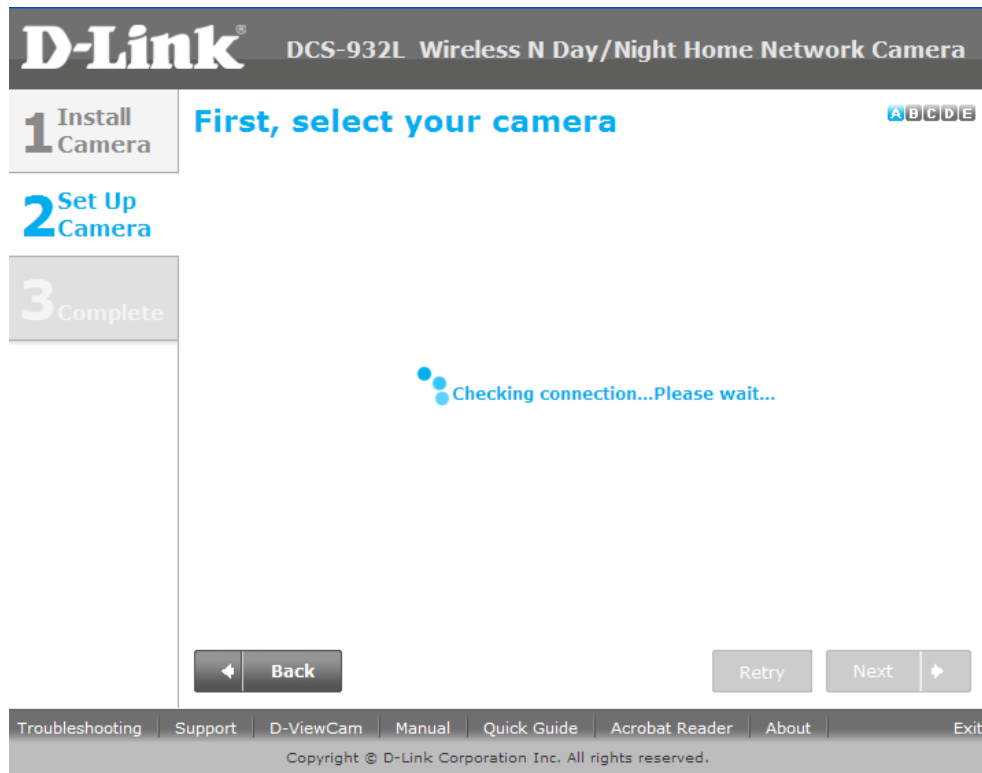 D-Link®
DCS-932L Wireless N Day/Night Home Network Camera
1 Install Camera
2 Set Up Camera
3 Complete
First, select your camera
A B C D E
Checking connection...Please wait...
Back
Retry
Next
Troubleshooting Support D-ViewCam Manual Quick Guide Acrobat Reader About Exit
Copyright © D-Link Corporation Inc. All rights reserved.